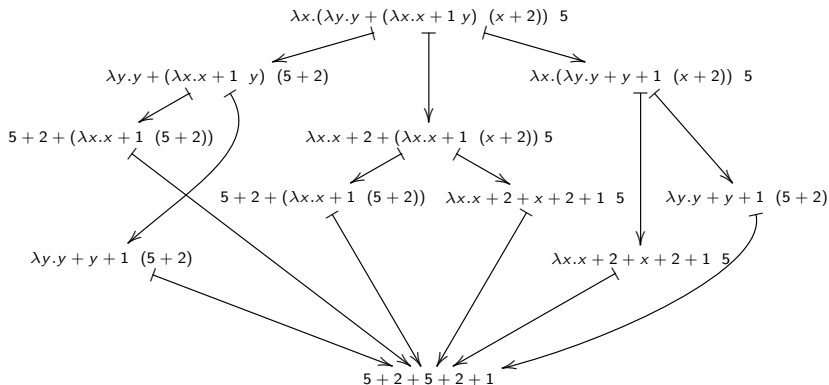 λx.(λy.y + (λx.x + 1 y) (x + 2)) 5
λy.y + (λx.x + 1 y) (5 + 2)
λx.(λy.y + y + 1 (x + 2)) 5
5 + 2 + (λx.x + 1 (5 + 2))
λx.x + 2 + (λx.x + 1 (x + 2)) 5
5 + 2 + (λx.x + 1 (5 + 2))
λx.x + 2 + x + 2 + 1 5
λy.y + y + 1 (5 + 2)
λy.y + y + 1 (5 + 2)
λx.x + 2 + x + 2 + 1 5
5 + 2 + 5 + 2 + 1